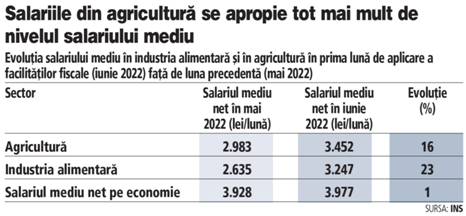 Salariile din agricultură se apropie tot mai mult de
nivelul salariului mediu
Evoluția salariului mediu în industria alimentară și în agricultură în prima lună de aplicare a
facilităților fiscale (iunie 2022) față de luna precedentă (mai 2022)
Sector Salariul mediu Salariul mediu Evoluție
net în mai net în iunie (%)
2022 (lei/lună) 2022 (lei/lună)
Agricultură 2.983 3.452 16
Industria alimentară 2.635 3.247 23
Salariul mediu net pe economie 3.928 3.977 1
SURSA: INS